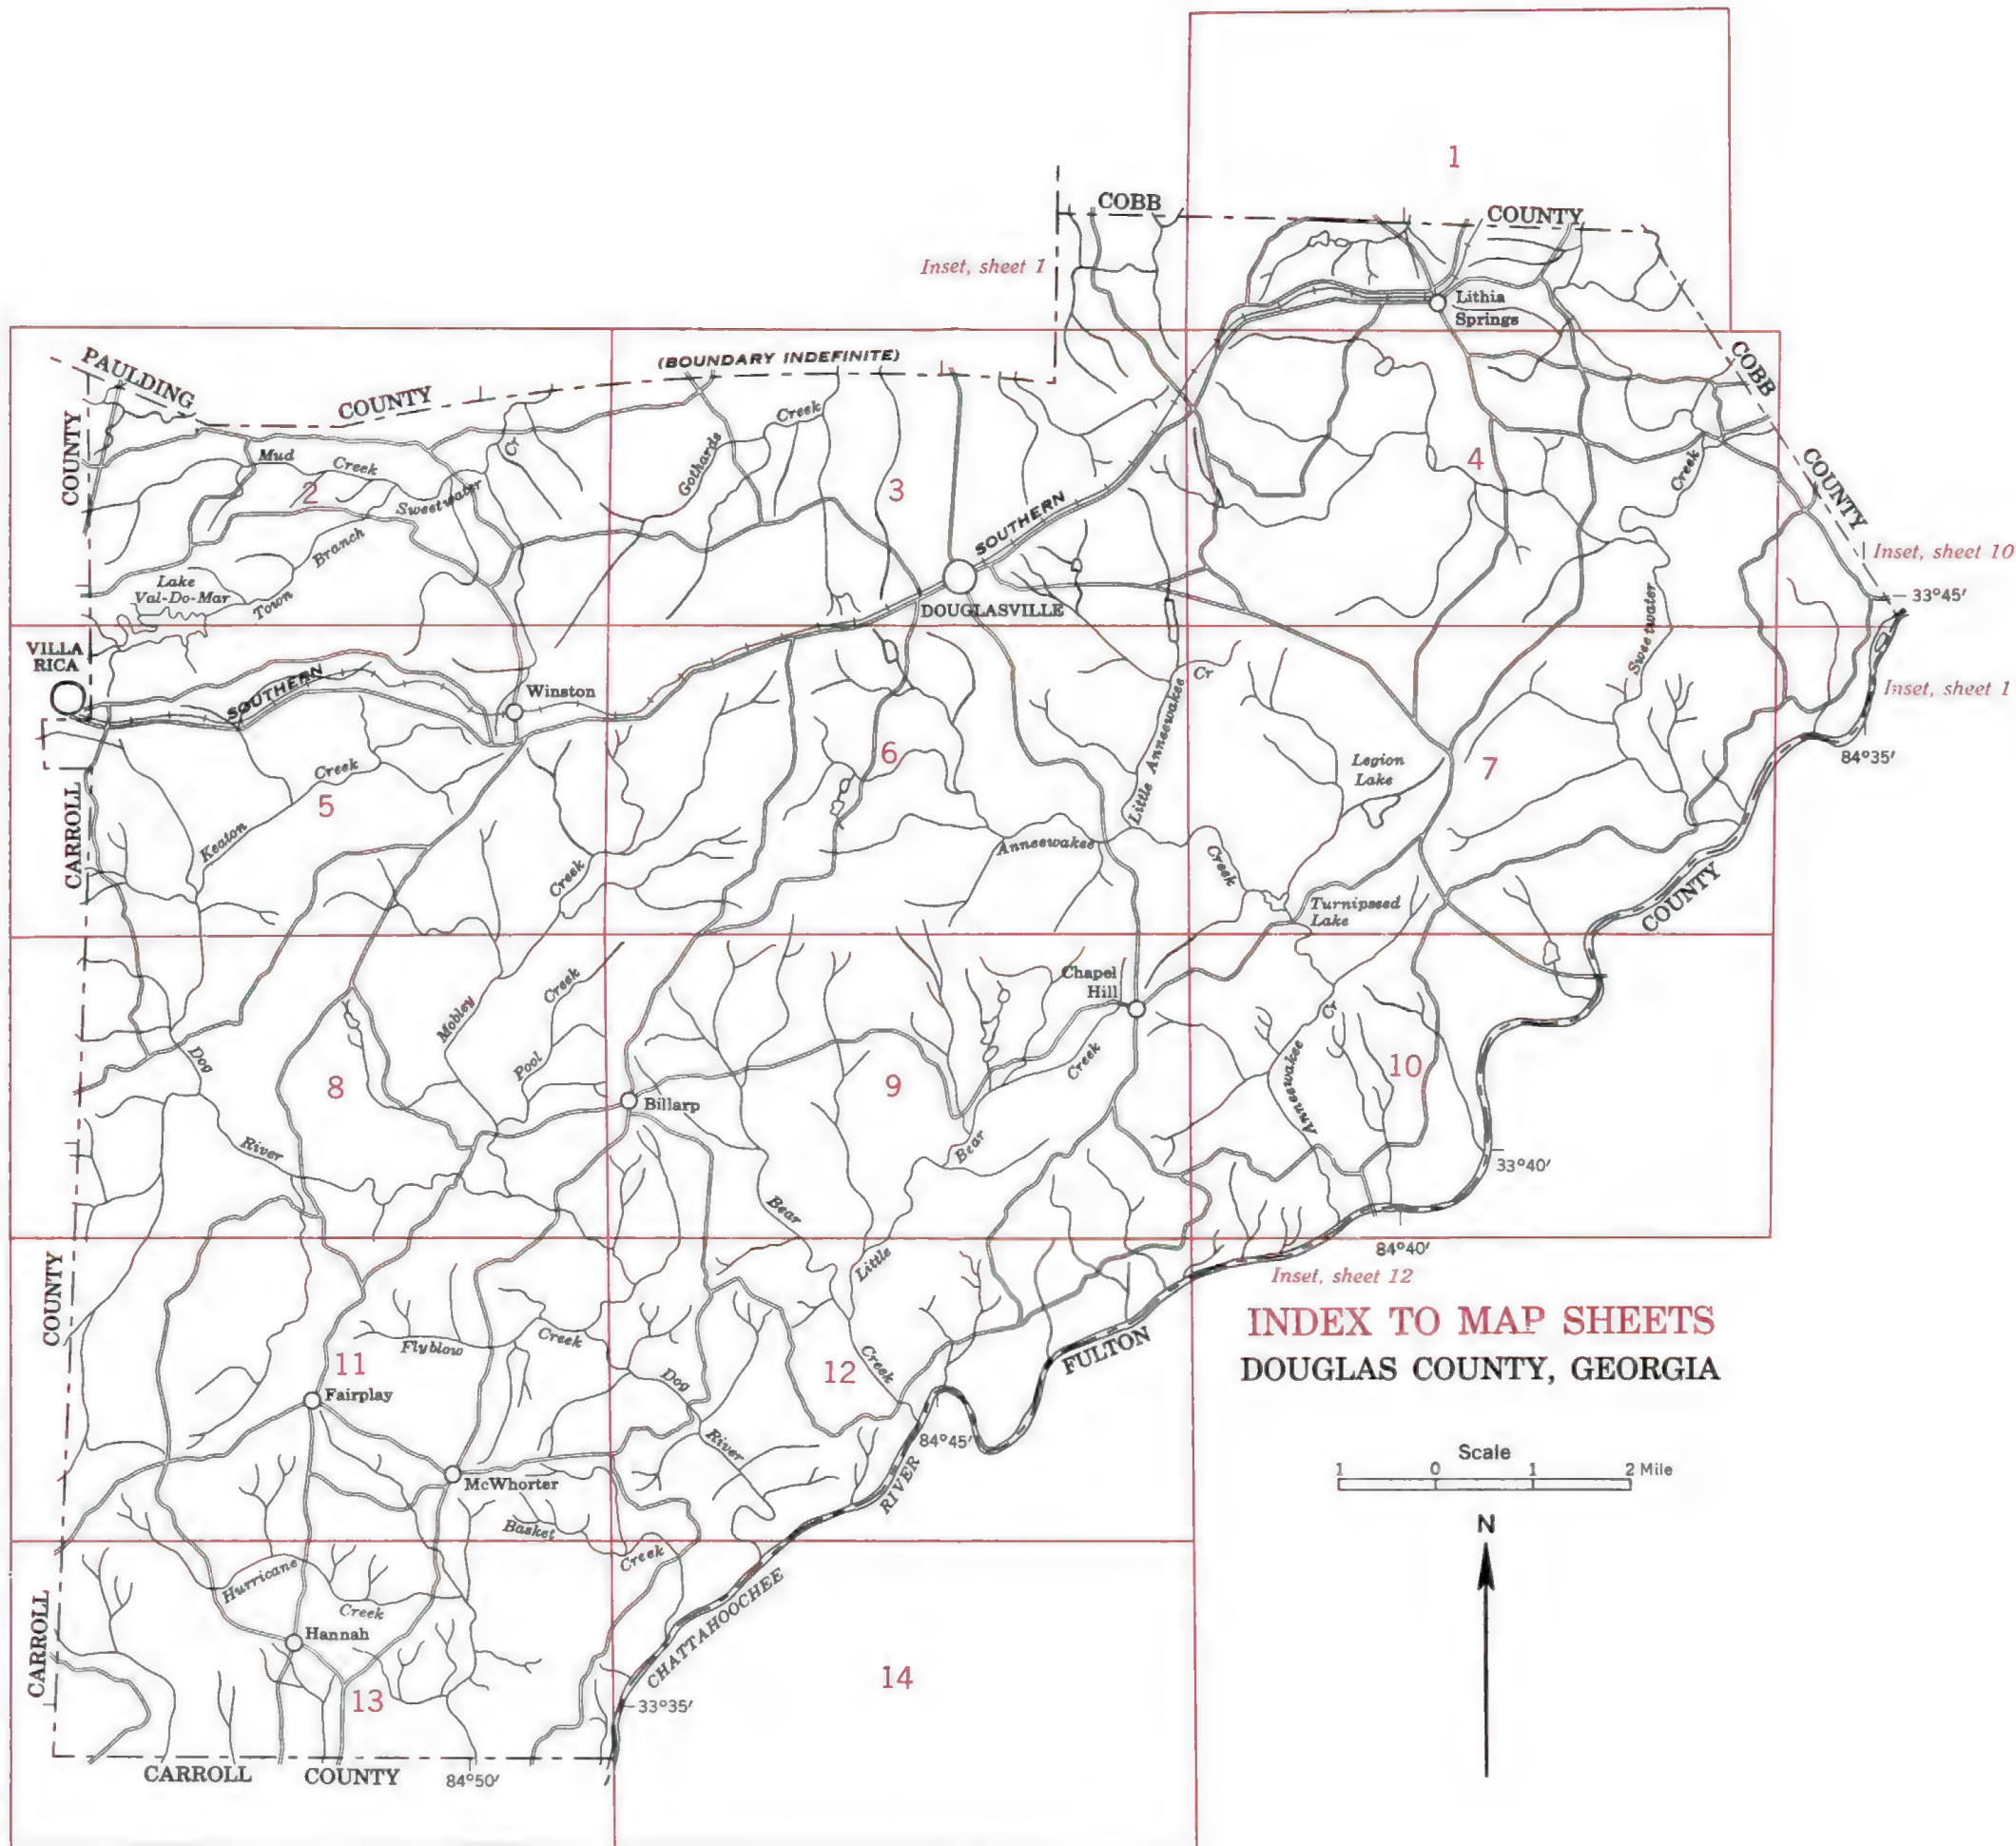 1
COBB
COUNTY
Inset, sheet 1
Lithia
Springs
(BOUNDARY INDEFINITE)
PAULDING
COUNTY
COBB
COUNTY
COUNTY
Creek
Gothards
Cr
Mud
Creek
2
Sweetwater
3
4
Creek
SOUTHERN
Branch
Town
Lake
Val-Do-Mar
Inset, sheet 10
33°45'
DOUGLASVILLE
Sweetwater
VILLA
RICA
SOUTHERN
Winston
Cr
Little Anneewakee
Inset, sheet 1
84°35'
6
Legion
Lake
7
Creek
5
Keaton
CARROLL
Anneewakee
Creek
Creek
Turnipseed
Lake
COUNTY
Chapel
Hill
Creek
Mobley
Pool
Dog
8
Billarp
9
Creek
Cr
Anneewakee
10
River
Bear
33°40'
Bear
Little
84°40'
Inset, sheet 12
COUNTY
Flyblow
Creek
11
Fairplay
Dog
12
Creek
FULTON
INDEX TO MAP SHEETS
DOUGLAS COUNTY, GEORGIA
River
84°45'
RIVER
McWhorter
Scale
1 0 1 2 Mile
Basket
Creek
N
Hurricane
Creek
CHATTAHOOCHEE
CARROLL
Hannah
13
14
33°35'
CARROLL COUNTY
84°50'